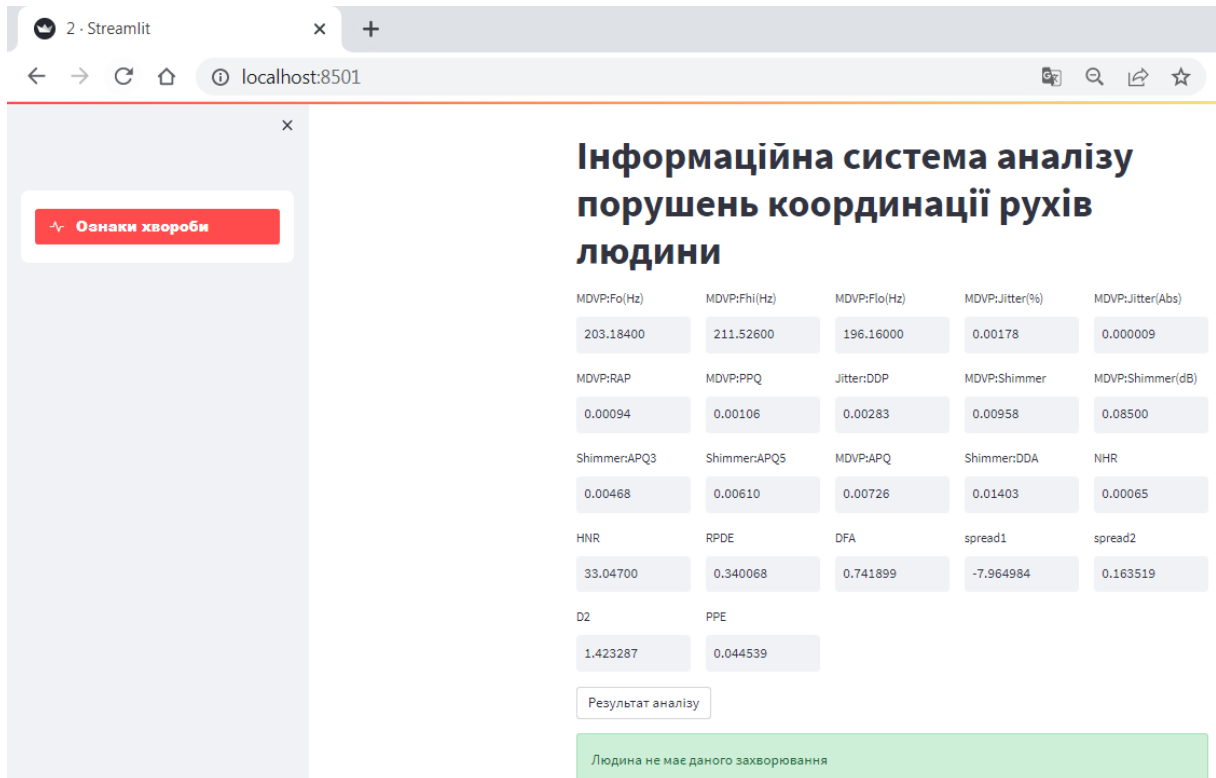 2 · Streamlit
localhost:8501
Ознаки хвороби
Інформаційна система аналізу
порушень координації рухів
людини
MDVP:Fo(Hz) MDVP:Fhi(Hz) MDVP:Flo(Hz) MDVP:Jitter(%) MDVP:Jitter(Abs)
203.18400 211.52600 196.16000 0.00178 0.000009
MDVP:RAP MDVP:PPQ Jitter:DDP MDVP:Shimmer MDVP:Shimmer(dB)
0.00094 0.00106 0.00283 0.00958 0.08500
Shimmer:APQ3 Shimmer:APQ5 MDVP:APQ Shimmer:DDA NHR
0.00468 0.00610 0.00726 0.01403 0.00065
HNR RPDE DFA spread1 spread2
33.04700 0.340068 0.741899 -7.964984 0.163519
D2 PPE
1.423287 0.044539
Результат аналізу
Людина не має даного захворювання